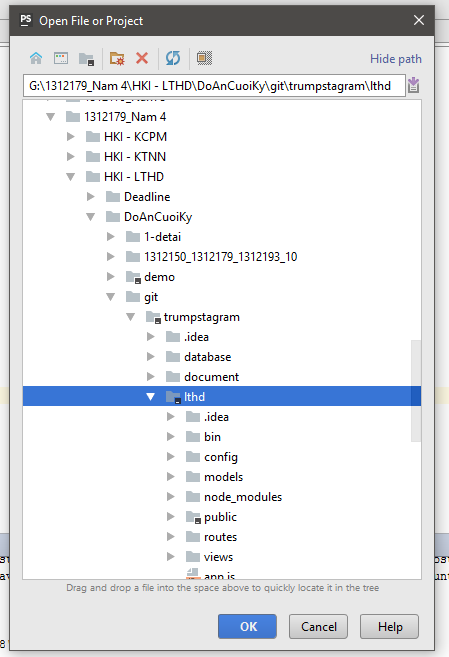 PS Open File or Project
Hide path
G:\1312179_Nam 4\HKI - LTHD\DoAnCuoiKy\git\trumpstagram\lthd
1312179_Nam 4
HKI - KCPM
HKI - KTNN
HKI - LTHD
Deadline
DoAnCuoiKy
1-detai
1312150_1312179_1312193_10
demo
git
trumpstagram
.idea
database
document
lthd
.idea
bin
config
models
node_modules
public
routes
views
app.js
Drag and drop a file into the space above to quickly locate it in the tree
OK
Cancel
Help